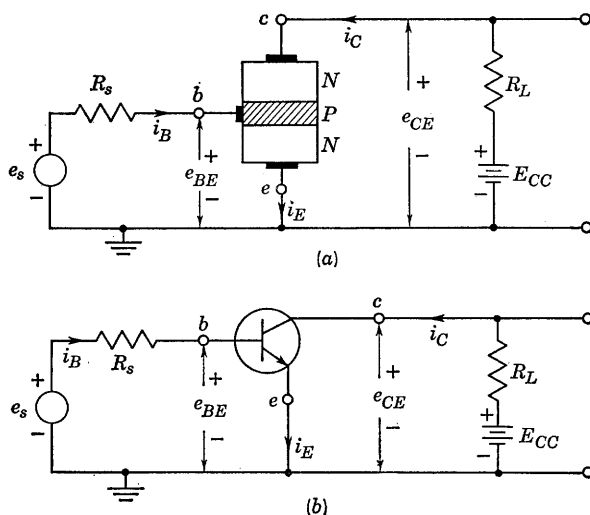 c
i_C
R_s
b
N
P
N
+
e_CE
−
R_L
+
E_CC
−
+
e_s
−
i_B
+
e_BE
−
e
i_E
(a)
b
c
i_C
i_B
R_s
+
e_s
−
+
e_BE
−
e
i_E
+
e_CE
−
R_L
+
E_CC
−
(b)